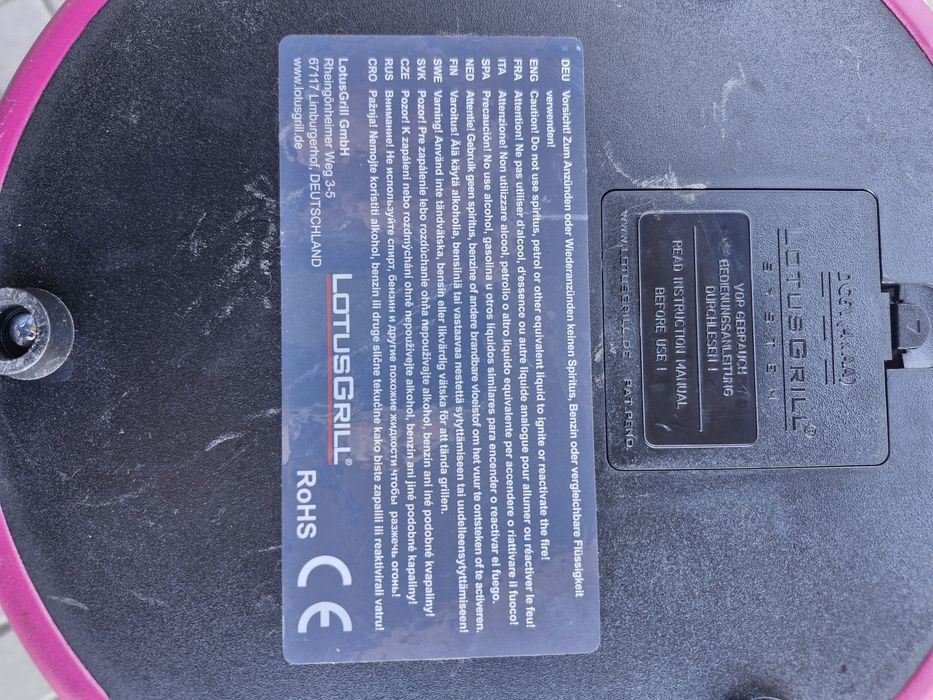 DEU Vorsicht! Zum Anzünden oder Wiederanzünden keinen Spiritus, Benzin oder vergleichbare Flüssigkeit
verwenden!
ENG Caution! Do not use spiritus, petrol or other equivalent liquid to ignite or reactivate the fire!
FRA Attention! Ne pas utiliser d'alcool, d'essence ou autre liquide analogue pour allumer ou réactiver le feu!
ITA Attenzione! Non utilizzare alcool, petrolio o altro liquido equivalente per accendere o riattivare il fuoco!
SPA Precaución! No use alcohol, gasolina u otros líquidos similares para encender o reactivar el fuego.
NED Attentie! Gebruik geen spiritus, benzine of andere brandbare vloeistof om het vuur te ontsteken of te activeren.
FIN Varoitus! Älä käytä alkoholia, bensiiniä tai vastaavaa nestettä sytyttämiseen tai uudelleensytyttämiseen!
SWE Varning! Använd inte tändvätska, bensin eller likvärdig vätska för att tända grillen.
SVK Pozor! Pre zapálenie lebo rozdúchanie ohňa nepoužívajte alkohol, benzín ani iné podobné kvapaliny!
CZE Pozor! K zapálení nebo rozdmýchání ohně nepoužívejte alkohol, benzín ani jiné podobné kapaliny!
RUS Внимание! Не используйте спирт, бензин и другие похожие жидкости чтобы разжечь огонь!
CRO Pažnja! Nemojte koristiti alkohol, benzin ili druge slične tekućine kako biste zapalili ili reaktivirali vatru!
LotusGrill GmbH
Rheingönheimer Weg 3-5
67117 Limburgerhof, DEUTSCHLAND
www.lotusgrill.de
LOTUSGRILL®
RoHS
CE
LOTUSGRILL®
SYSTEM
VOR GEBRAUCH
BEDIENUNGSANLEITUNG
DURCHLESEN !
READ INSTRUCTION MANUAL
BEFORE USE !
WWW.LOTUSGRILL.DE PAT. PEND.